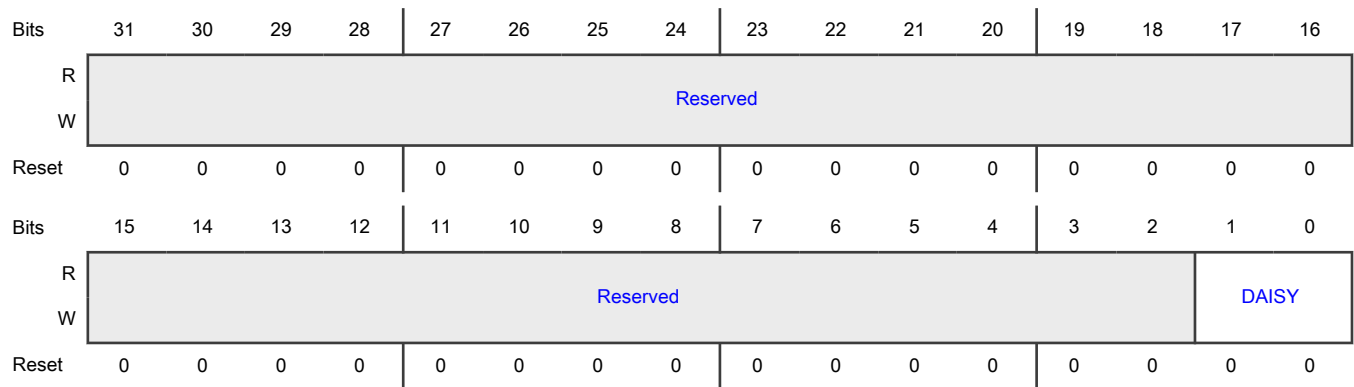 Bits 31 30 29 28 27 26 25 24 23 22 21 20 19 18 17 16
R
Reserved
W
Reset 0 0 0 0 0 0 0 0 0 0 0 0 0 0 0 0
Bits 15 14 13 12 11 10 9 8 7 6 5 4 3 2 1 0
R
Reserved DAISY
W
Reset 0 0 0 0 0 0 0 0 0 0 0 0 0 0 0 0